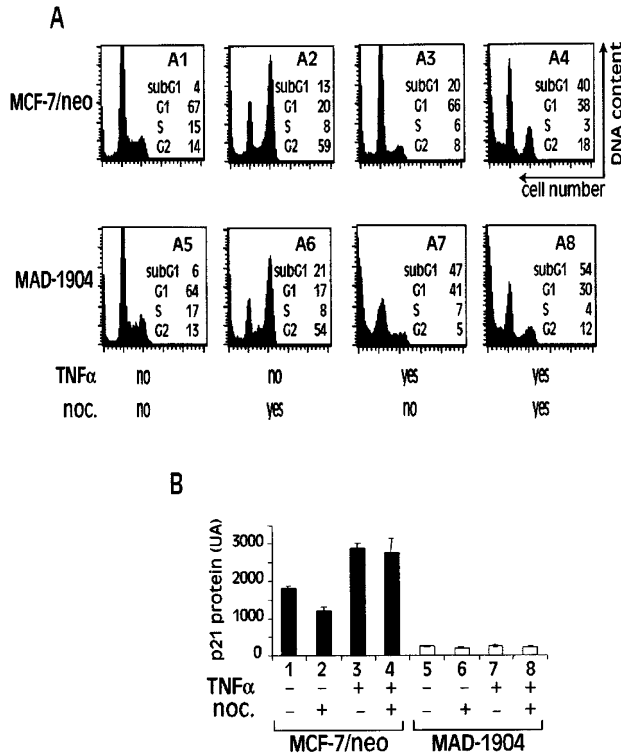 A
MCF-7/neo
A1
subG1 4
G1 67
S 15
G2 14
A2
subG1 13
G1 20
S 8
G2 59
A3
subG1 20
G1 66
S 6
G2 8
A4
subG1 40
G1 38
S 3
G2 18
DNA content
cell number
MAD-1904
A5
subG1 6
G1 64
S 17
G2 13
A6
subG1 21
G1 17
S 8
G2 54
A7
subG1 47
G1 41
S 7
G2 5
A8
subG1 54
G1 30
S 4
G2 12
TNFα no no yes yes
noc. no yes no yes
B
p21 protein (UA)
3000
2000
1000
0
1 2 3 4 5 6 7 8
TNFα – – + + – – + +
noc. – + – + – + – +
MCF-7/neo MAD-1904